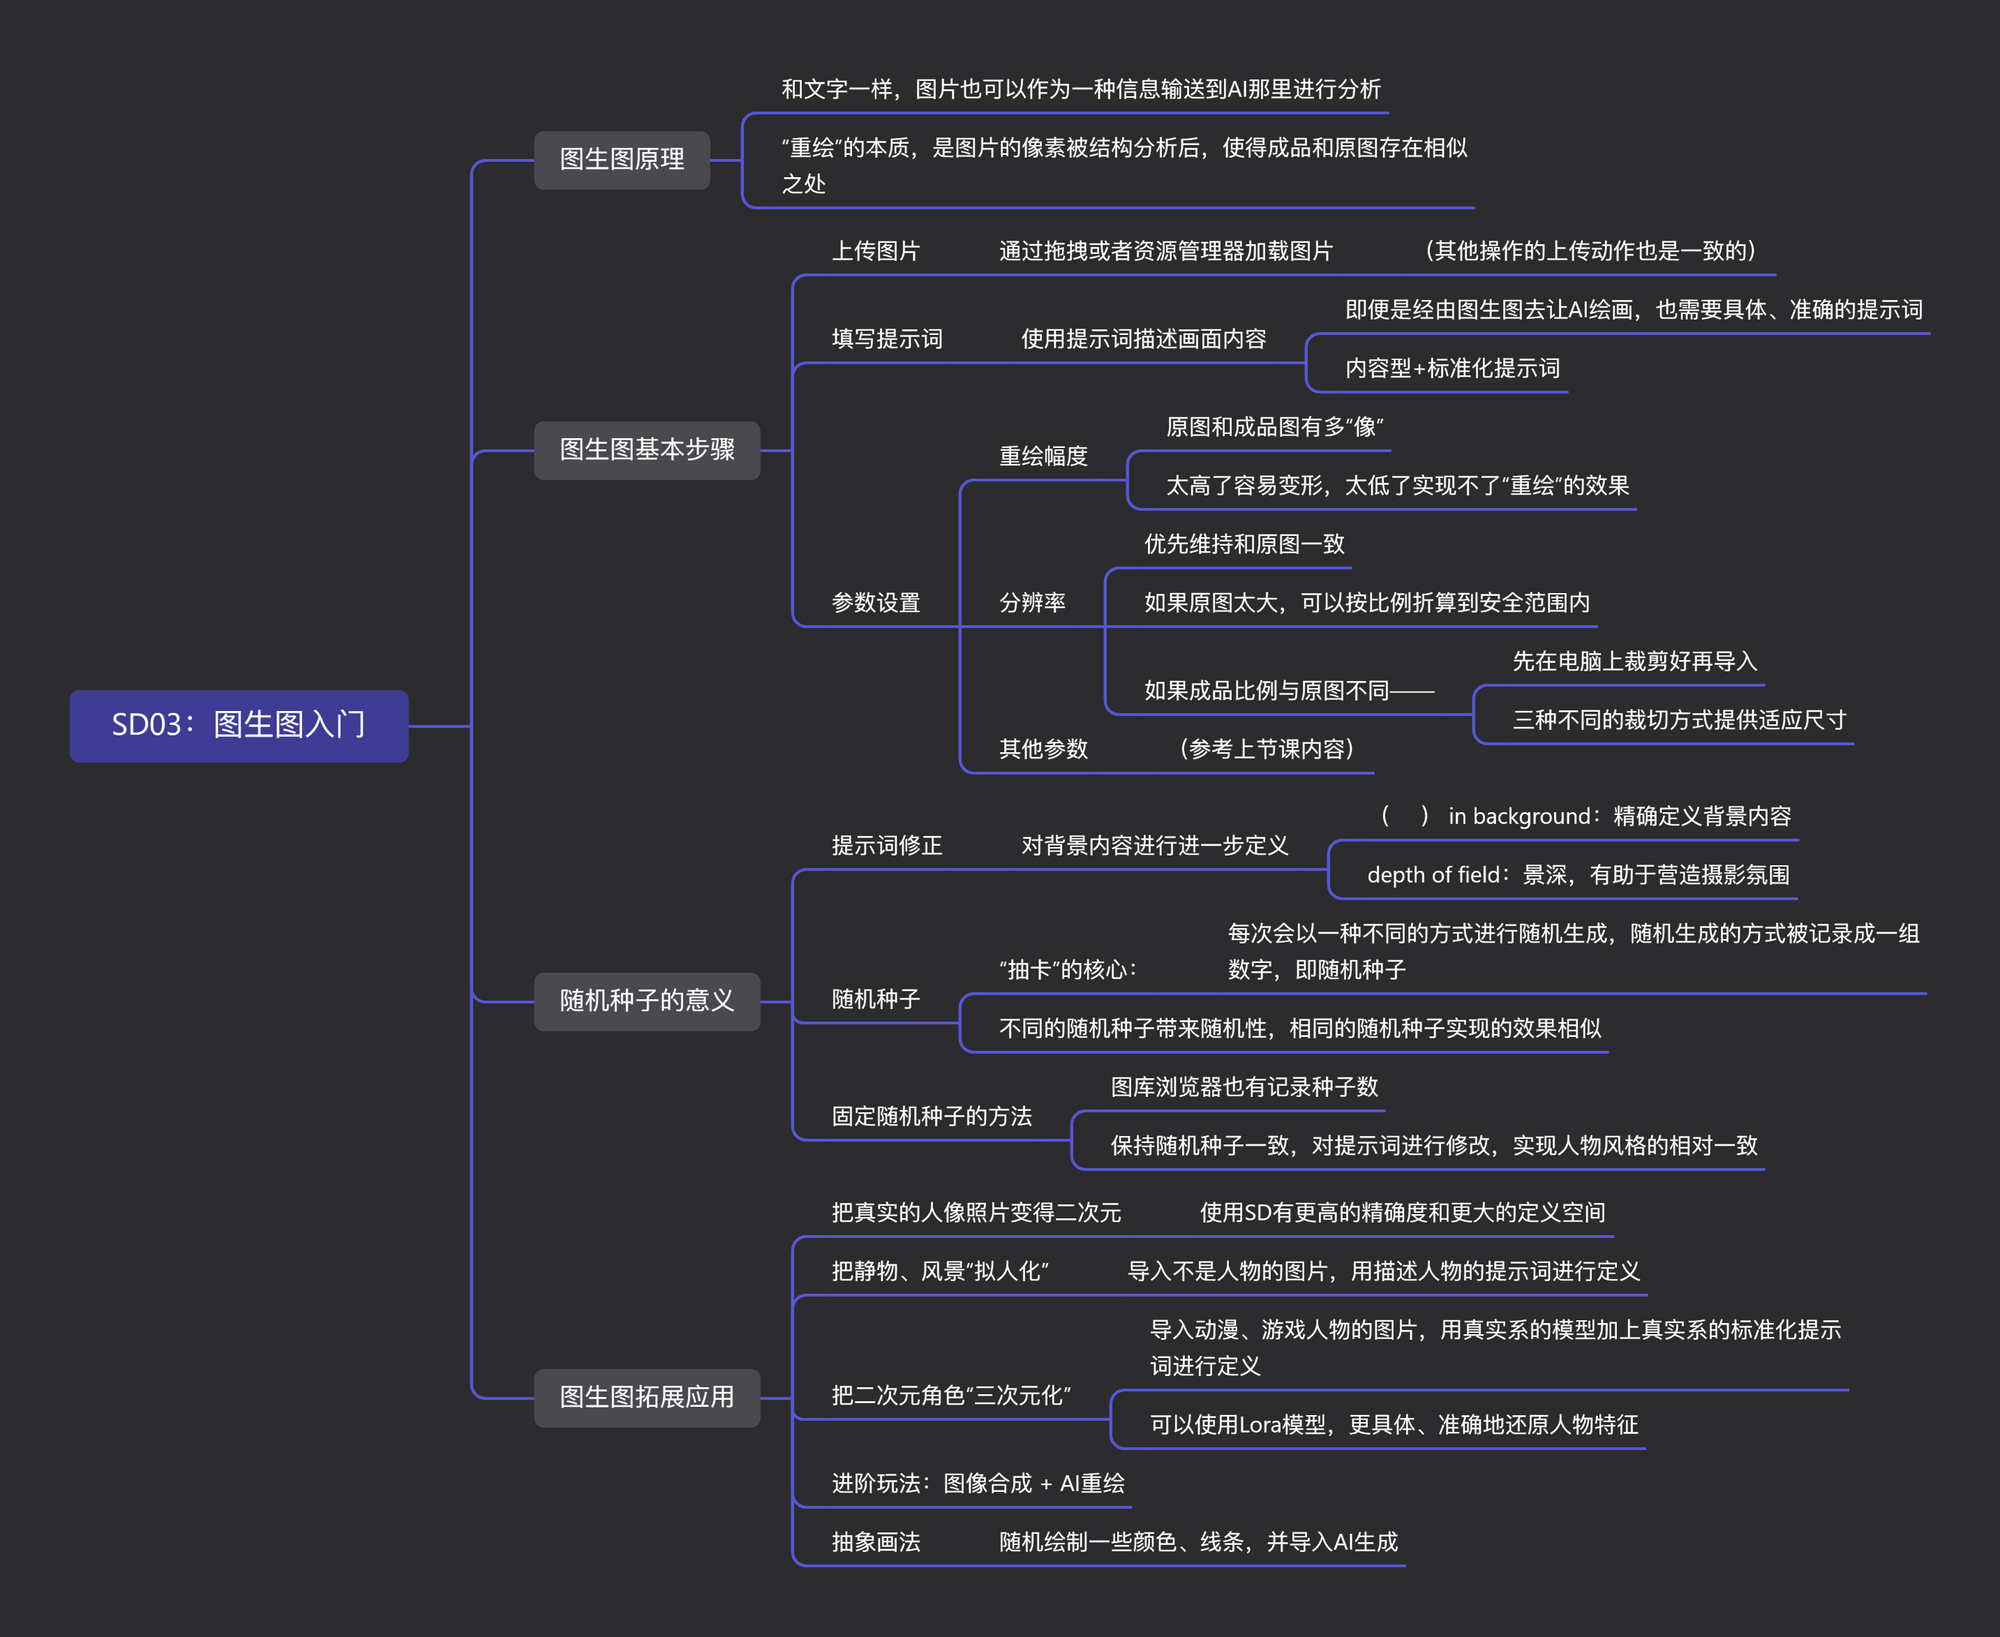 SD03：图生图入门
图生图原理
和文字一样，图片也可以作为一种信息输送到AI那里进行分析
“重绘”的本质，是图片的像素被结构分析后，使得成品和原图存在相似
之处
图生图基本步骤
上传图片
通过拖拽或者资源管理器加载图片
（其他操作的上传动作也是一致的）
填写提示词
使用提示词描述画面内容
即便是经由图生图去让AI绘画，也需要具体、准确的提示词
内容型+标准化提示词
参数设置
重绘幅度
原图和成品图有多“像”
太高了容易变形，太低了实现不了“重绘”的效果
分辨率
优先维持和原图一致
如果原图太大，可以按比例折算到安全范围内
如果成品比例与原图不同——
先在电脑上裁剪好再导入
三种不同的裁切方式提供适应尺寸
其他参数
（参考上节课内容）
随机种子的意义
提示词修正
对背景内容进行进一步定义
（ ） in background：精确定义背景内容
depth of field：景深，有助于营造摄影氛围
随机种子
“抽卡”的核心：
每次会以一种不同的方式进行随机生成，随机生成的方式被记录成一组
数字，即随机种子
不同的随机种子带来随机性，相同的随机种子实现的效果相似
固定随机种子的方法
图库浏览器也有记录种子数
保持随机种子一致，对提示词进行修改，实现人物风格的相对一致
图生图拓展应用
把真实的人像照片变得二次元
使用SD有更高的精确度和更大的定义空间
把静物、风景“拟人化”
导入不是人物的图片，用描述人物的提示词进行定义
把二次元角色“三次元化”
导入动漫、游戏人物的图片，用真实系的模型加上真实系的标准化提示
词进行定义
可以使用Lora模型，更具体、准确地还原人物特征
进阶玩法：图像合成 + AI重绘
抽象画法
随机绘制一些颜色、线条，并导入AI生成